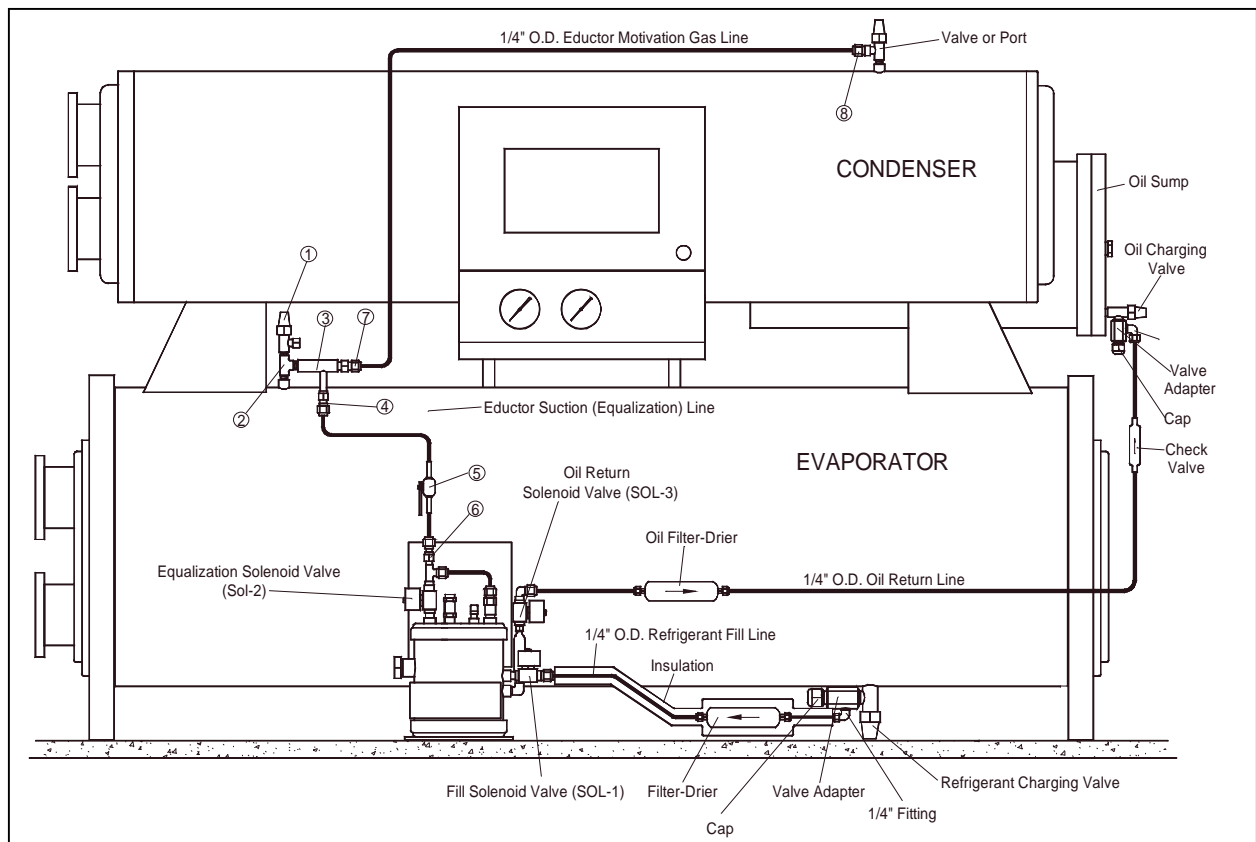 1/4" O.D. Eductor Motivation Gas Line
Valve or Port
⑧
CONDENSER
Oil Sump
①
Oil Charging
Valve
③
⑦
②
④
Eductor Suction (Equalization) Line
Valve
Adapter
Cap
Check
Valve
EVAPORATOR
⑤
Oil Return
Solenoid Valve (SOL-3)
⑥
Oil Filter-Drier
Equalization Solenoid Valve
(Sol-2)
1/4" O.D. Oil Return Line
1/4" O.D. Refrigerant Fill Line
Insulation
Fill Solenoid Valve (SOL-1)
Filter-Drier
Valve Adapter
Refrigerant Charging Valve
1/4" Fitting
Cap